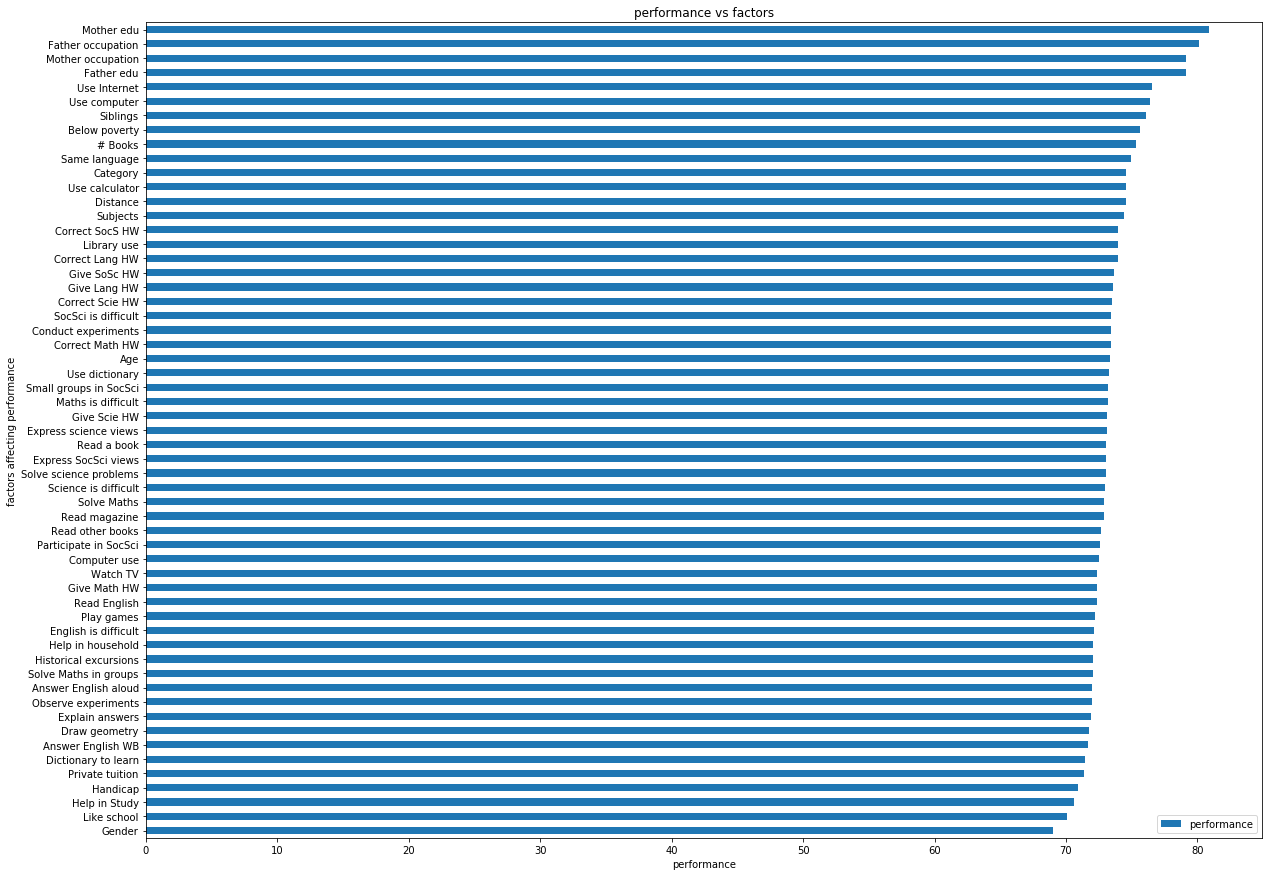 performance vs factors
Mother edu
Father occupation
Mother occupation
Father edu
Use Internet
Use computer
Siblings
Below poverty
# Books
Same language
Category
Use calculator
Distance
Subjects
Correct SocS HW
Library use
Correct Lang HW
Give SoSc HW
Give Lang HW
Correct Scie HW
SocSci is difficult
Conduct experiments
Correct Math HW
Age
Use dictionary
Small groups in SocSci
Maths is difficult
Give Scie HW
Express science views
Read a book
Express SocSci views
Solve science problems
Science is difficult
Solve Maths
Read magazine
Read other books
Participate in SocSci
Computer use
Watch TV
Give Math HW
Read English
Play games
English is difficult
Help in household
Historical excursions
Solve Maths in groups
Answer English aloud
Observe experiments
Explain answers
Draw geometry
Answer English WB
Dictionary to learn
Private tuition
Handicap
Help in Study
Like school
Gender
factors affecting performance
performance
0 10 20 30 40 50 60 70 80
performance